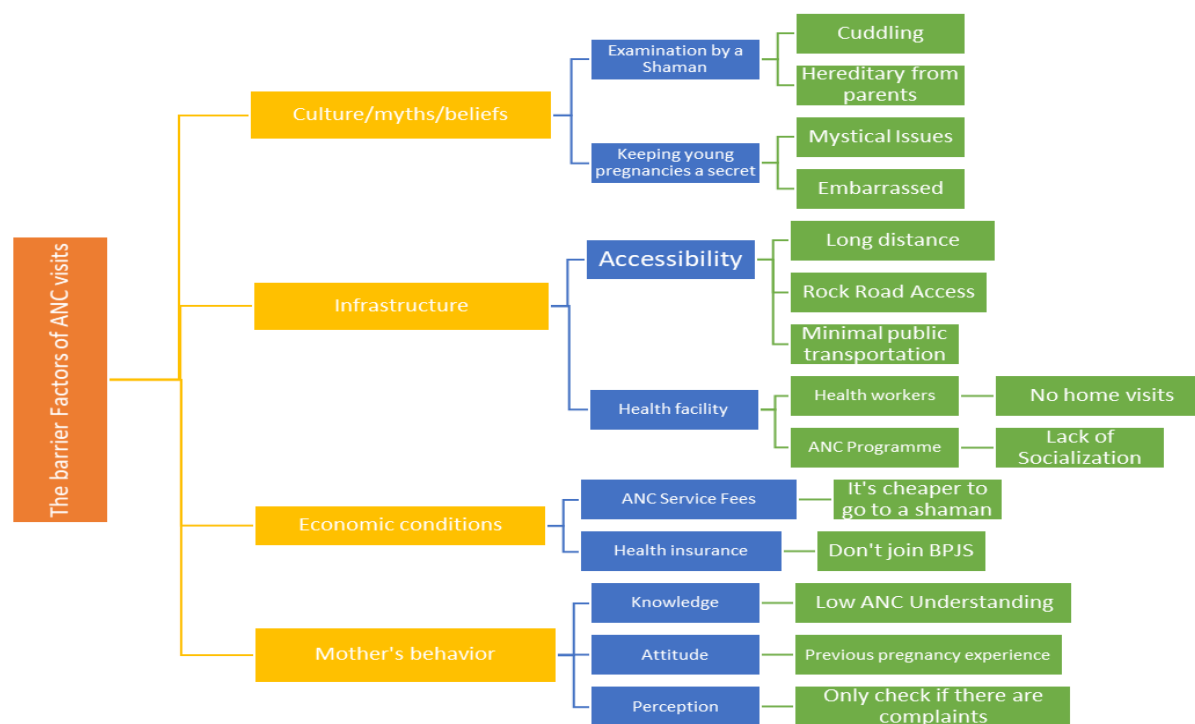 The barrier Factors of ANC visits
Culture/myths/beliefs
Examination by a
Shaman
Cuddling
Hereditary from
parents
Keeping young
pregnancies a secret
Mystical Issues
Embarrassed
Infrastructure
Accessibility
Long distance
Rock Road Access
Minimal public
transportation
Health facility
Health workers
No home visits
ANC Programme
Lack of
Socialization
Economic conditions
ANC Service Fees
It's cheaper to
go to a shaman
Health insurance
Don't join BPJS
Mother's behavior
Knowledge
Low ANC Understanding
Attitude
Previous pregnancy experience
Perception
Only check if there are
complaints